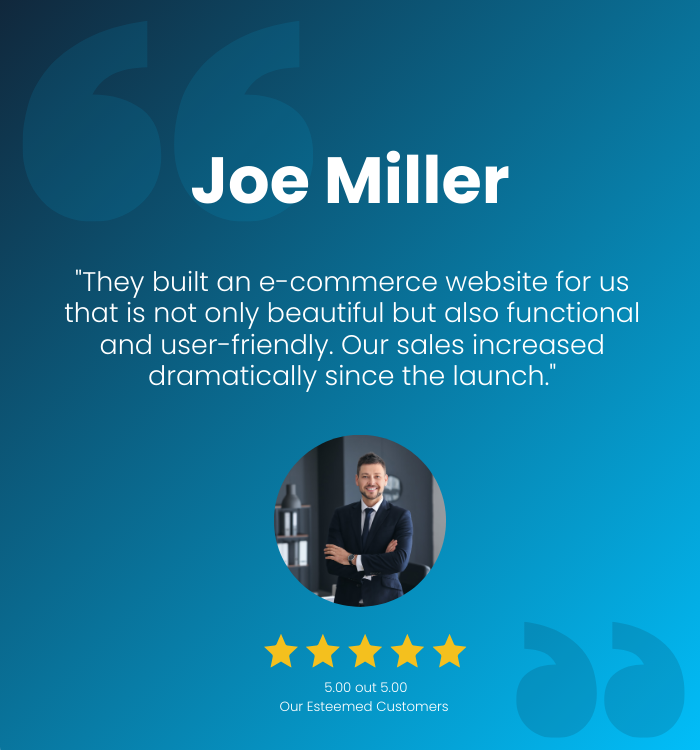 Joe Miller
"They built an e-commerce website for us
that is not only beautiful but also functional
and user-friendly. Our sales increased
dramatically since the launch."
5.00 out 5.00
Our Esteemed Customers